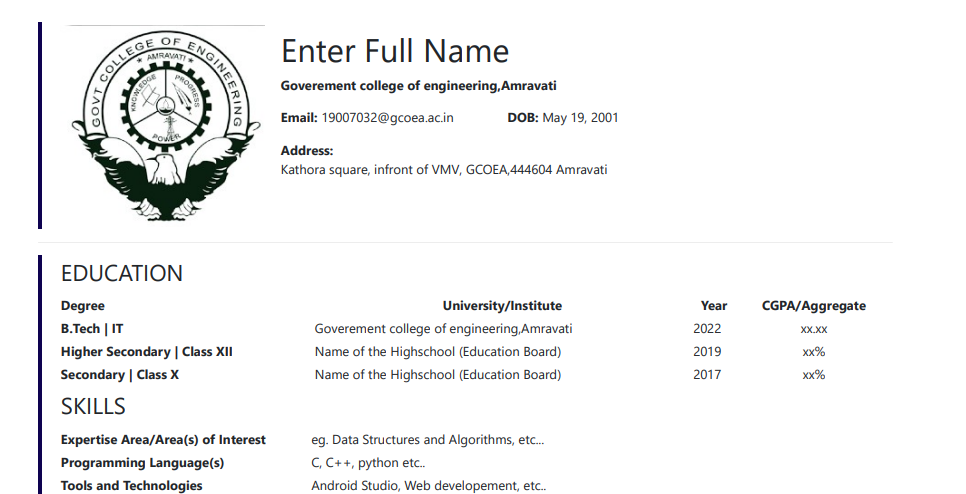 GOVT COLLEGE OF ENGINEERING
★ AMRAVATI ★
KNOWLEDGE
PROGRESS
POWER
Enter Full Name
Goverement college of engineering,Amravati
Email: 19007032@gcoea.ac.in DOB: May 19, 2001
Address:
Kathora square, infront of VMV, GCOEA,444604 Amravati
EDUCATION
Degree University/Institute Year CGPA/Aggregate
B.Tech | IT Goverement college of engineering,Amravati 2022 xx.xx
Higher Secondary | Class XII Name of the Highschool (Education Board) 2019 xx%
Secondary | Class X Name of the Highschool (Education Board) 2017 xx%
SKILLS
Expertise Area/Area(s) of Interest eg. Data Structures and Algorithms, etc...
Programming Language(s) C, C++, python etc..
Tools and Technologies Android Studio, Web developement, etc..